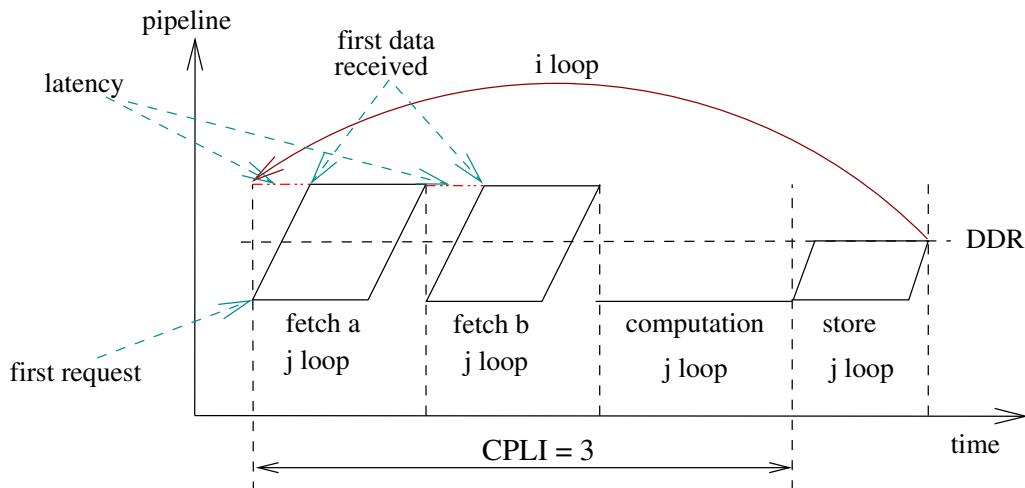 pipeline
first data
received
i loop
latency
DDR
fetch a
j loop
fetch b
j loop
computation
j loop
store
j loop
first request
time
CPLI = 3